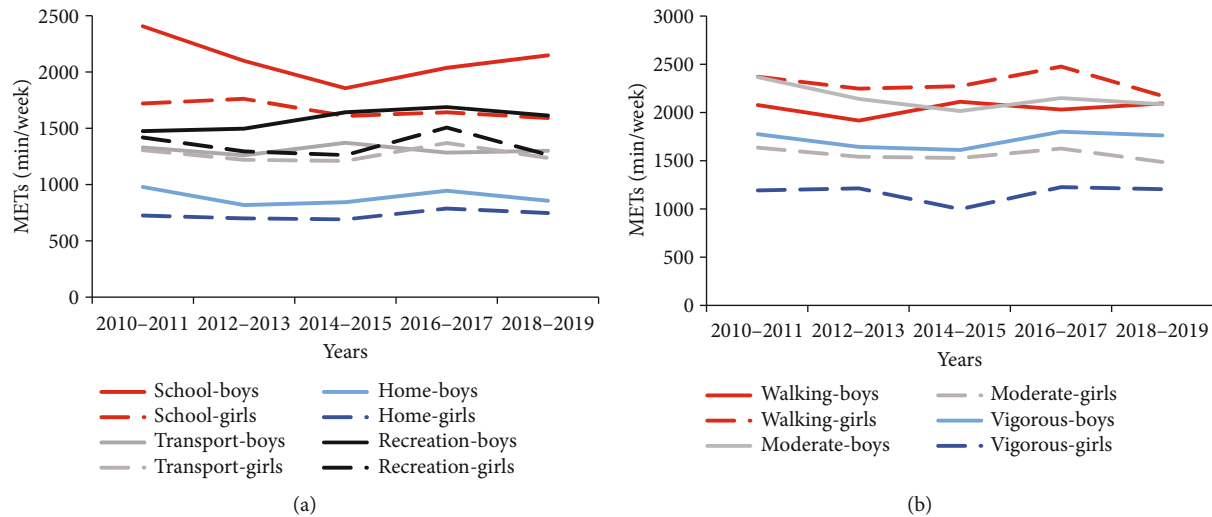 2500
2000
1500
1000
500
0
METs (min/week)
2010–2011 2012–2013 2014–2015 2016–2017 2018–2019
Years
School-boys Home-boys
School-girls Home-girls
Transport-boys Recreation-boys
Transport-girls Recreation-girls
(a)
3000
2500
2000
1500
1000
500
0
METs (min/week)
2010–2011 2012–2013 2014–2015 2016–2017 2018–2019
Years
Walking-boys Moderate-girls
Walking-girls Vigorous-boys
Moderate-boys Vigorous-girls
(b)